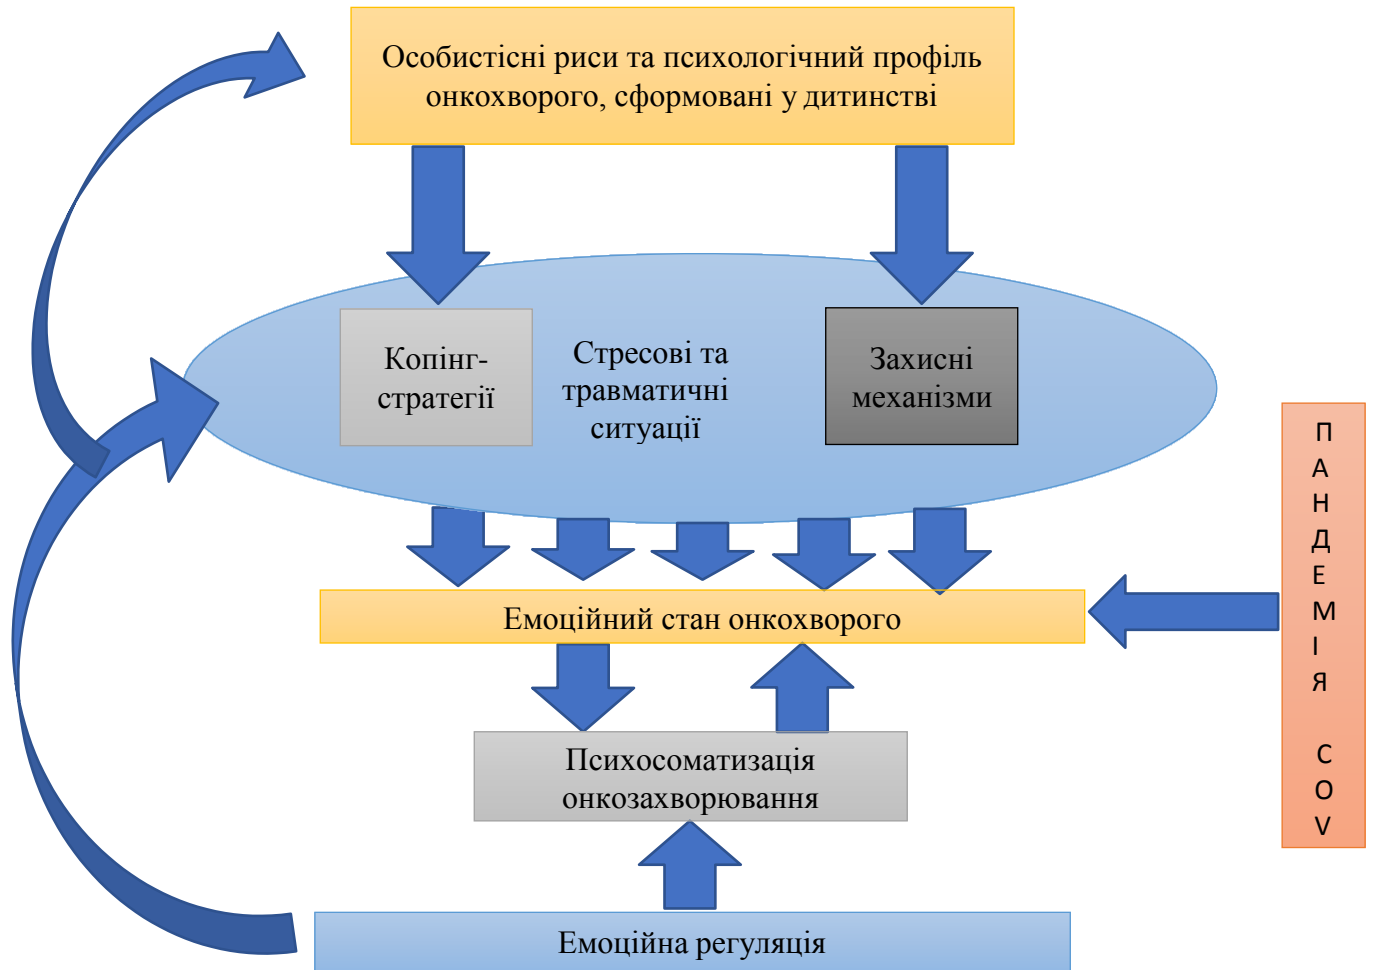 Особистісні риси та психологічний профіль
онкохворого, сформовані у дитинстві
Копінг-
стратегії
Стресові та
травматичні
ситуації
Захисні
механізми
Емоційний стан онкохворого
Психосоматизація
онкозахворювання
Емоційна регуляція
П
А
Н
Д
Е
М
І
Я
C
O
V